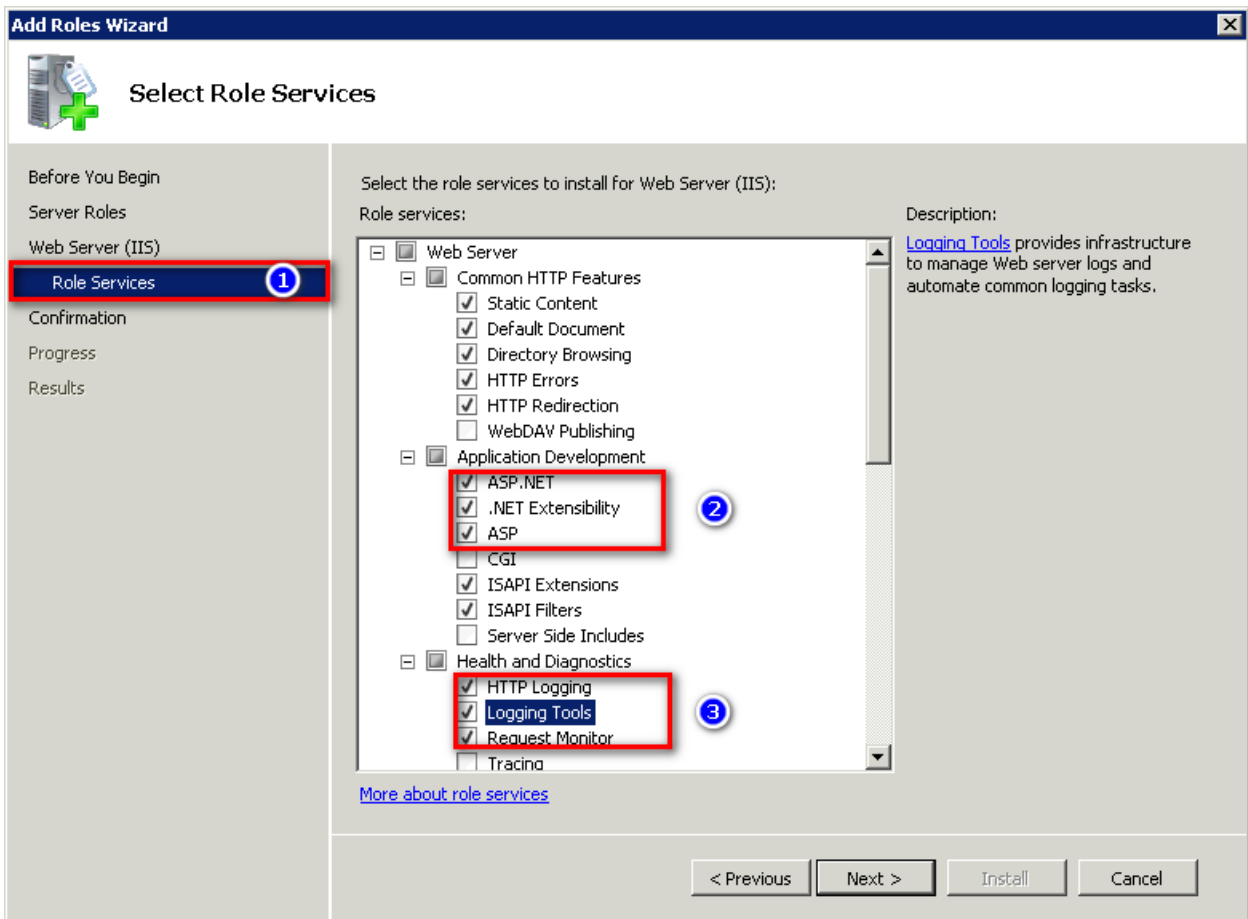 Add Roles Wizard
Select Role Services
Before You Begin
Server Roles
Web Server (IIS)
Role Services
1
Confirmation
Progress
Results
Select the role services to install for Web Server (IIS):
Role services:
Web Server
Common HTTP Features
Static Content
Default Document
Directory Browsing
HTTP Errors
HTTP Redirection
WebDAV Publishing
Application Development
ASP.NET
.NET Extensibility
2
ASP
CGI
ISAPI Extensions
ISAPI Filters
Server Side Includes
Health and Diagnostics
HTTP Logging
Logging Tools
3
Request Monitor
Tracing
More about role services
Description:
Logging Tools provides infrastructure
to manage Web server logs and
automate common logging tasks.
< Previous
Next >
Install
Cancel